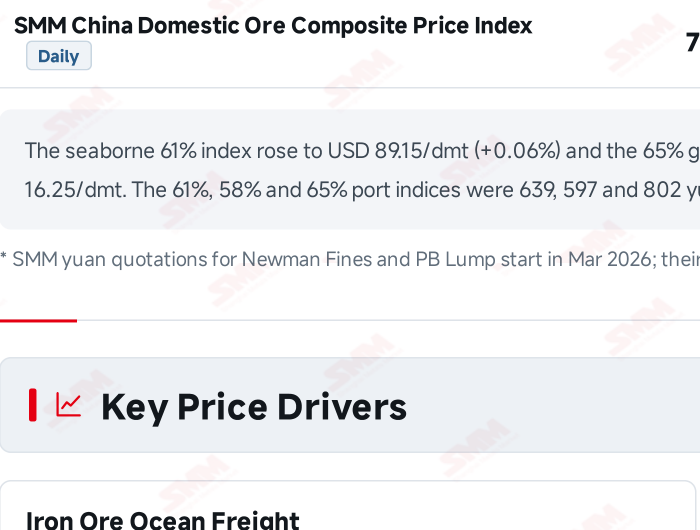 SMM China Domestic Ore Composite Price Index
7
Daily
The seaborne 61% index rose to USD 89.15/dmt (+0.06%) and the 65% g
16.25/dmt. The 61%, 58% and 65% port indices were 639, 597 and 802 yu
* SMM yuan quotations for Newman Fines and PB Lump start in Mar 2026; their
Key Price Drivers
Iron Ore Ocean Freight